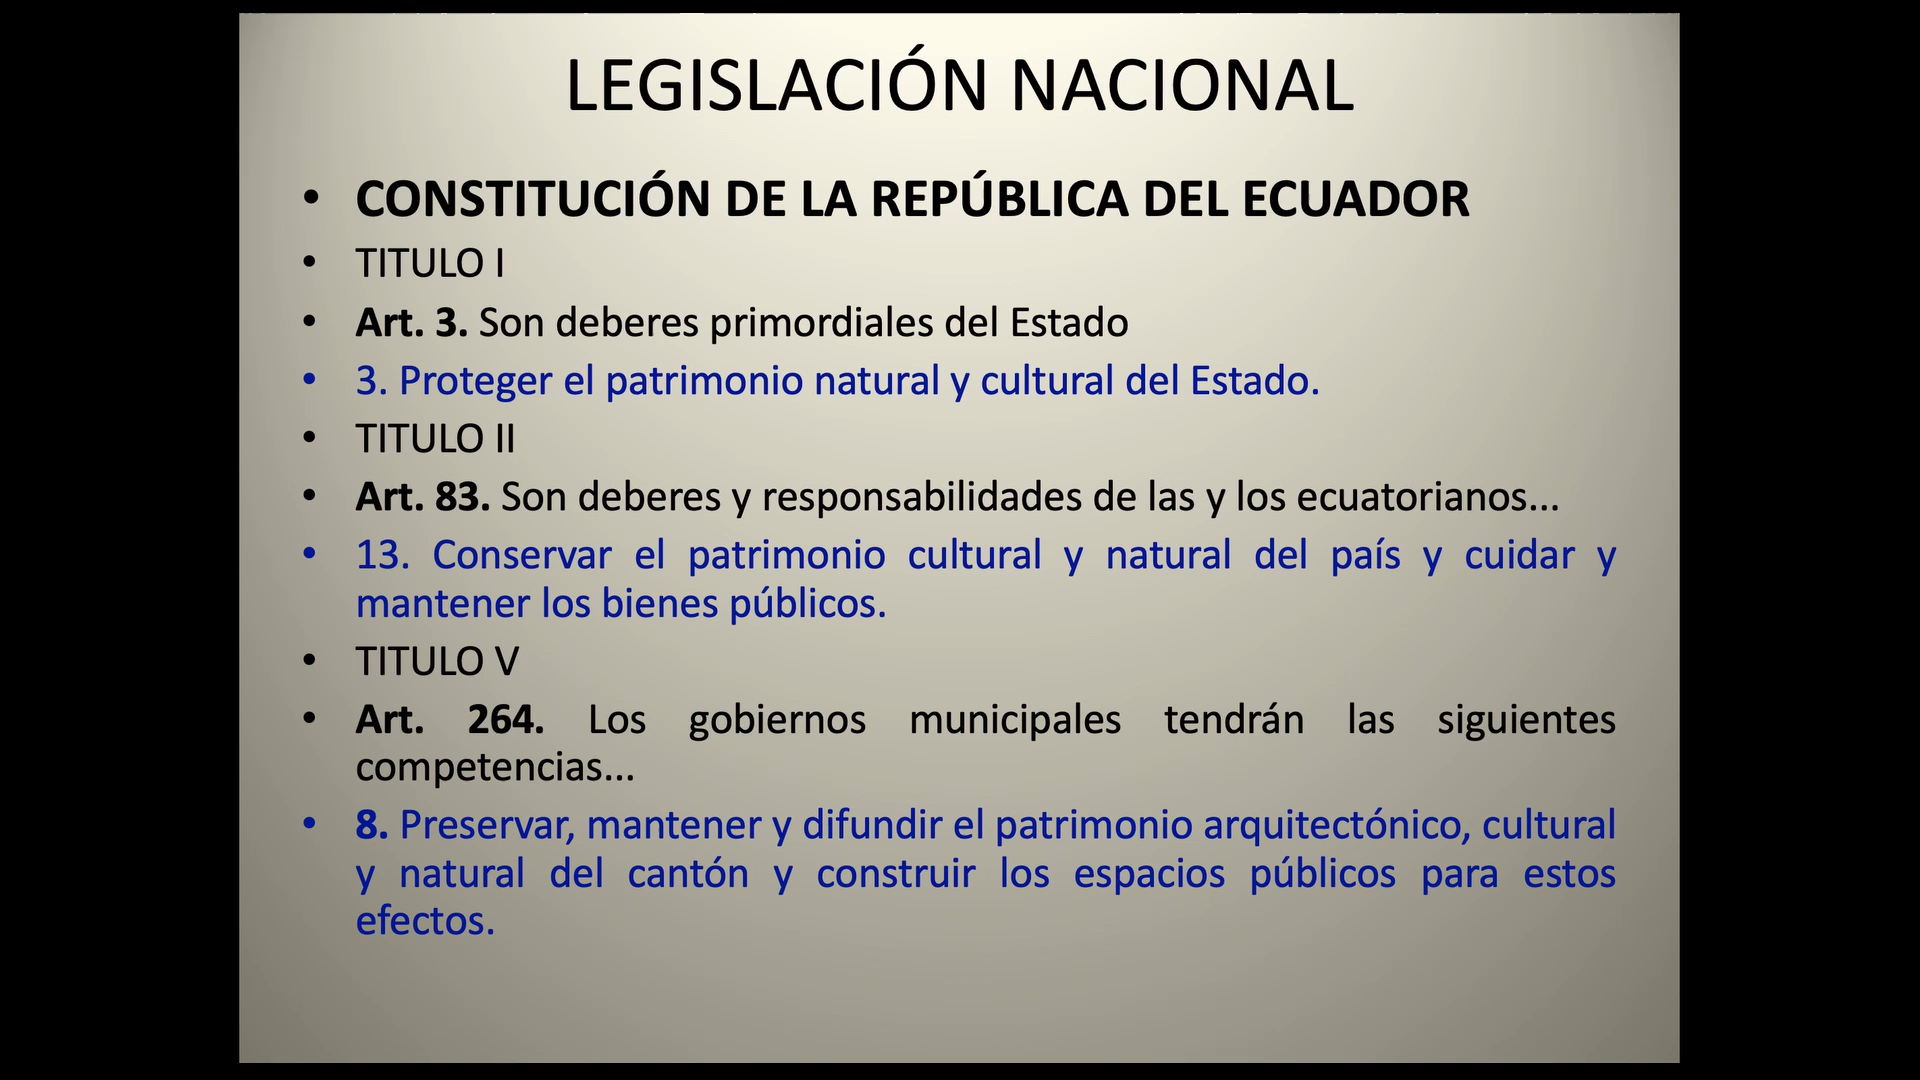 LEGISLACIÓN NACIONAL
• CONSTITUCIÓN DE LA REPÚBLICA DEL ECUADOR
• TITULO I
• Art. 3. Son deberes primordiales del Estado
• 3. Proteger el patrimonio natural y cultural del Estado.
• TITULO II
• Art. 83. Son deberes y responsabilidades de las y los ecuatorianos...
• 13. Conservar el patrimonio cultural y natural del país y cuidar y
mantener los bienes públicos.
• TITULO V
• Art. 264. Los gobiernos municipales tendrán las siguientes
competencias...
• 8. Preservar, mantener y difundir el patrimonio arquitectónico, cultural
y natural del cantón y construir los espacios públicos para estos
efectos.